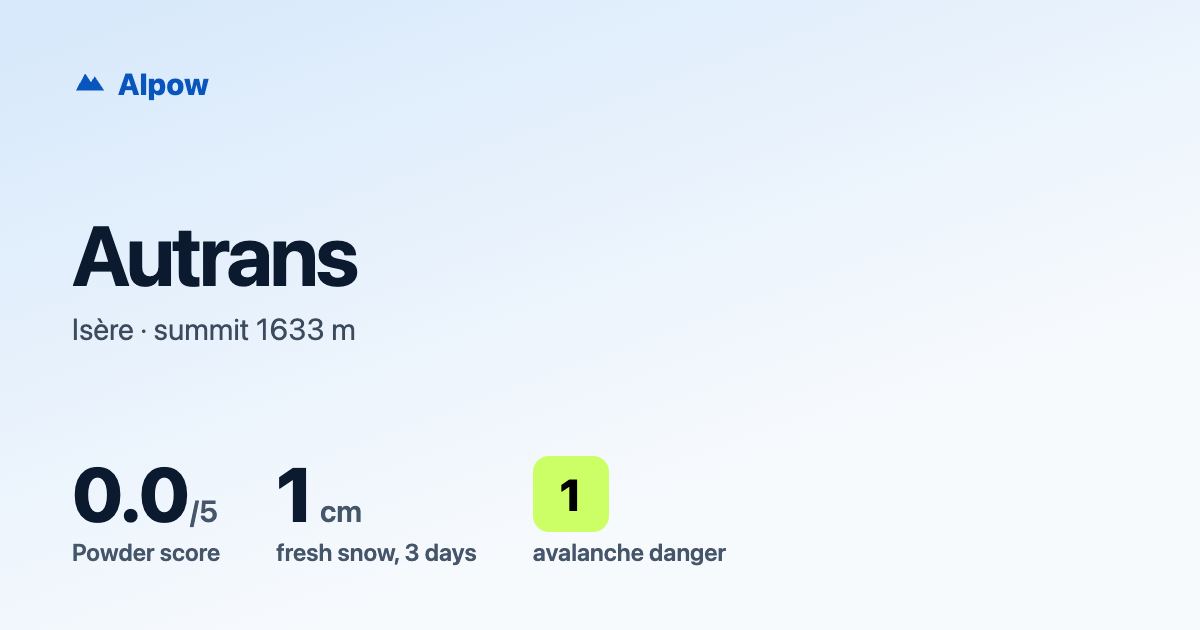 Alpow
Autrans
Isère · summit 1633 m
0.0/5
Powder score
1 cm
fresh snow, 3 days
1
avalanche danger